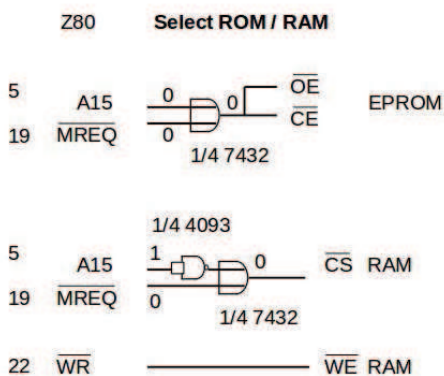 Z80 Select ROM / RAM
5 A15 0 0 OE EPROM
19 MREQ 0 CE
1/4 7432
1/4 4093
5 A15 1 0 CS RAM
19 MREQ 0
1/4 7432
22 WR WE RAM